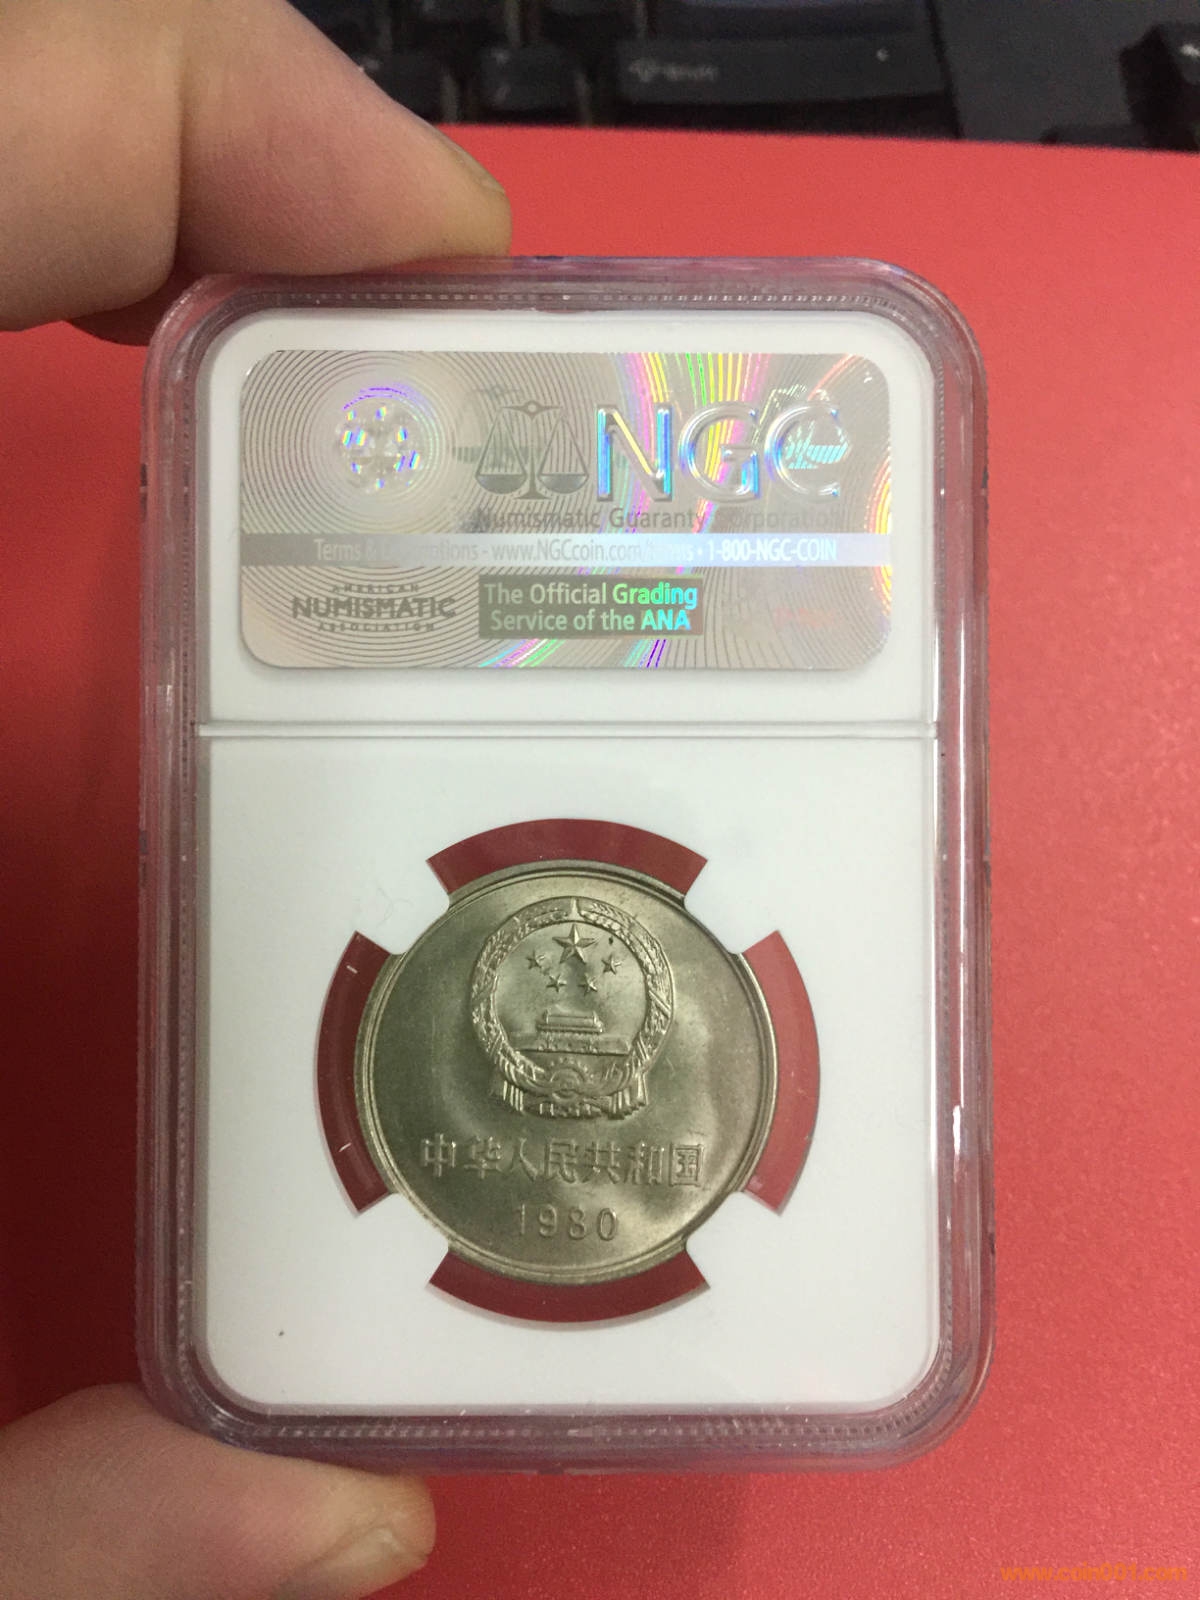 NGC
Numismatic Guaranty Corporation
Terms & - www.NGCcoin.com/terms • 1-800-NGC-COIN
AMERICAN
NUMISMATIC
ASSOCIATION
The Official Grading
Service of the ANA
中华人民共和国
1980
www.coin001.com